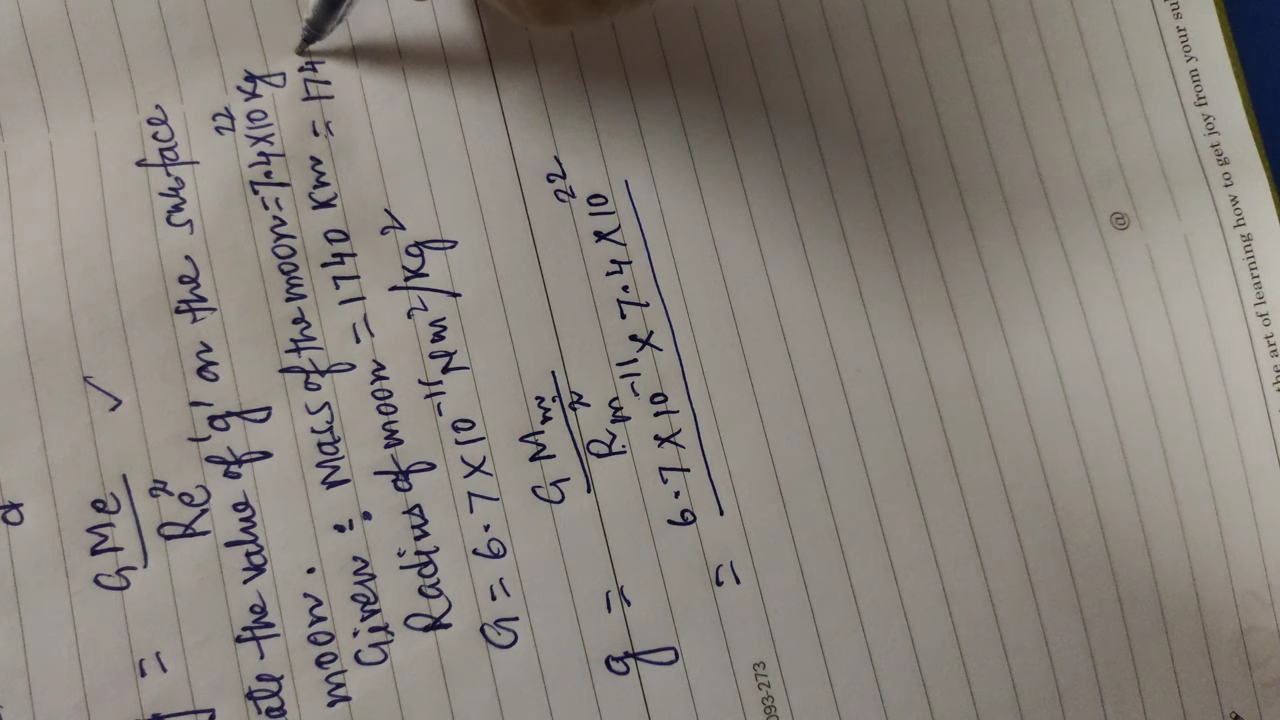 = GMe ✓
Re²
the value of 'g' on the surface
moon. Mass of the moon = 7.4 X 10²² Kg
Given: Radius of moon = 1740 Km = 174
G = 6.7 X 10⁻¹¹ Nm²/Kg²
g = GMm
Rm²
= 6.7 X 10⁻¹¹ X 7.4 X 10²²
093-273
@
the art of learning how to get joy from your